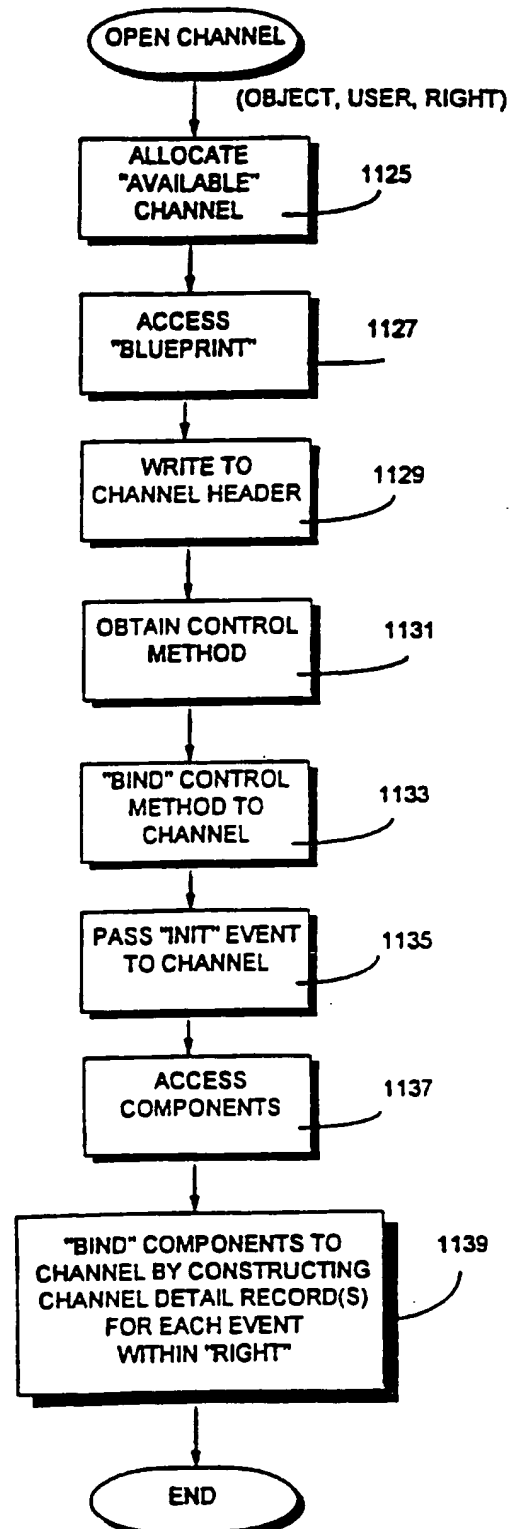 OPEN CHANNEL
(OBJECT, USER, RIGHT)
ALLOCATE
"AVAILABLE"
CHANNEL
1125
ACCESS
"BLUEPRINT"
1127
WRITE TO
CHANNEL HEADER
1129
OBTAIN CONTROL
METHOD
1131
"BIND" CONTROL
METHOD TO
CHANNEL
1133
PASS "INIT" EVENT
TO CHANNEL
1135
ACCESS
COMPONENTS
1137
"BIND" COMPONENTS TO
CHANNEL BY CONSTRUCTING
CHANNEL DETAIL RECORD(S)
FOR EACH EVENT
WITHIN "RIGHT"
1139
END